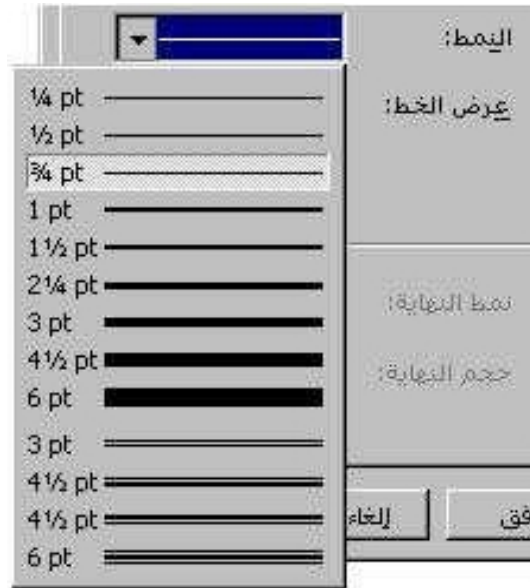 النمط:
¼ pt
عرض الخط:
½ pt
¾ pt
1 pt
1½ pt
2¼ pt
نمط النهاية:
3 pt
4½ pt
حجم النهاية:
6 pt
3 pt
4½ pt
4½ pt
إلغاء
6 pt